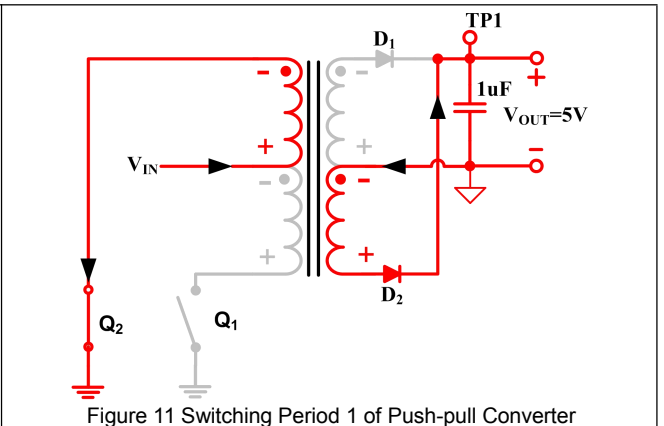 TP1
D1
- -
+
1uF
VOUT=5V
+ +
VIN
- - -
+ +
D2
Q2
Q1
Figure 11 Switching Period 1 of Push-pull Converter